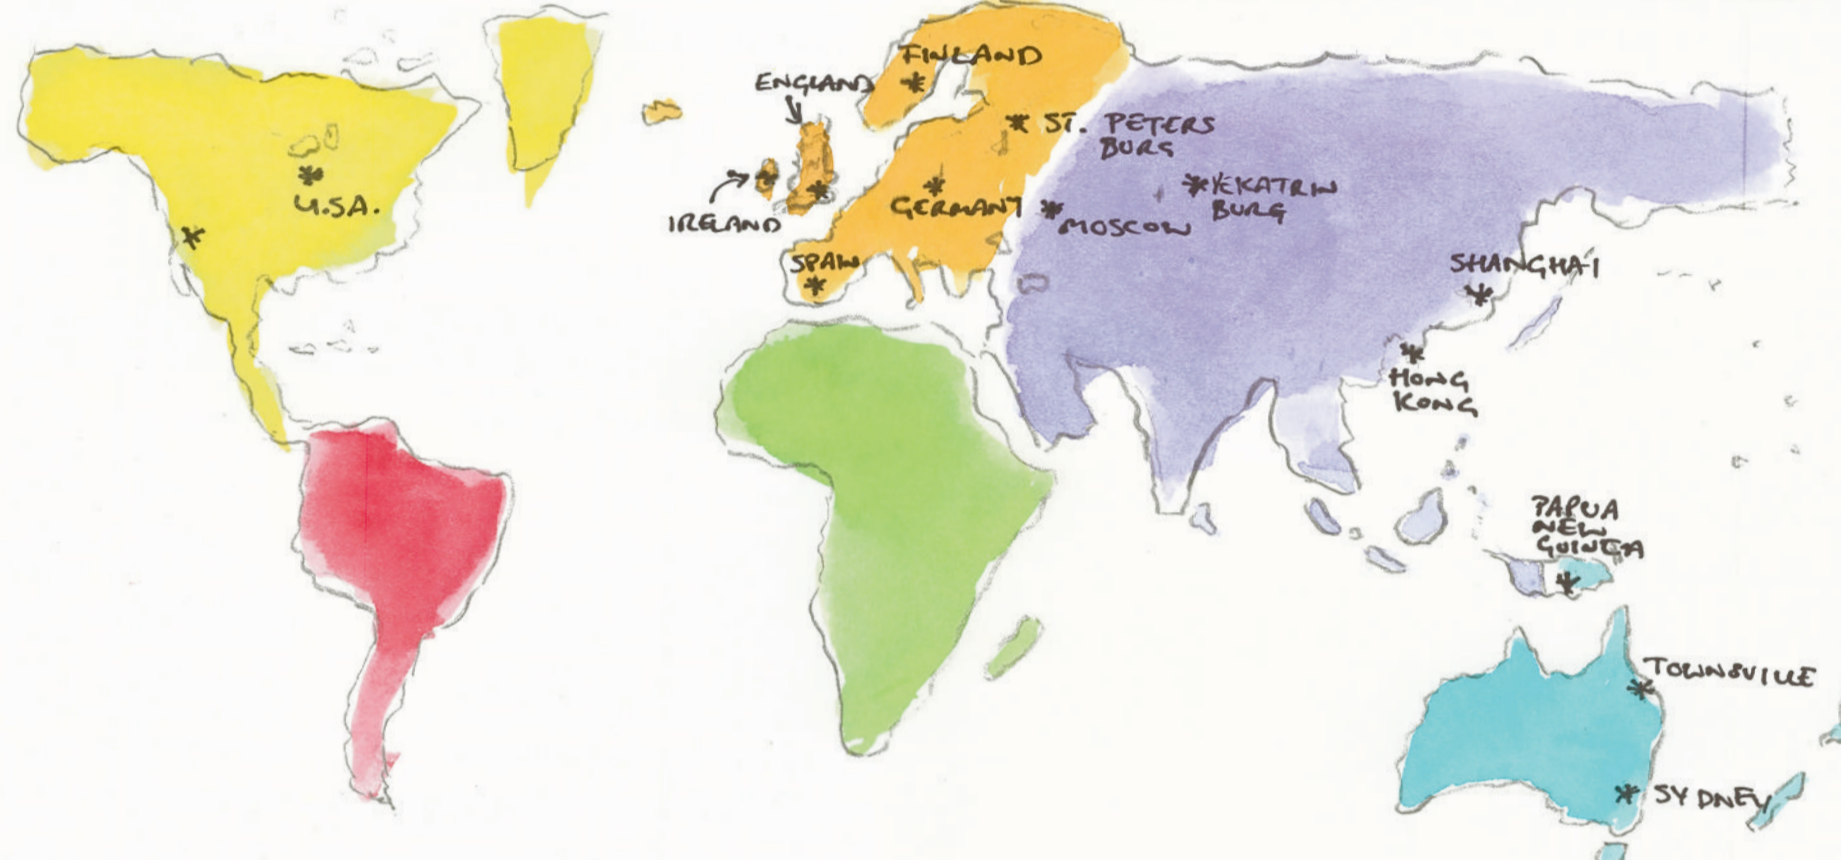 FINLAND
ENGLAND
ST. PETERS
BURG
U.S.A.
IRELAND
GERMANY
YEKATRIN
BURG
MOSCOW
SPAIN
SHANGHAI
HONG
KONG
PAPUA
NEW
GUINEA
TOWNSVILLE
SYDNEY